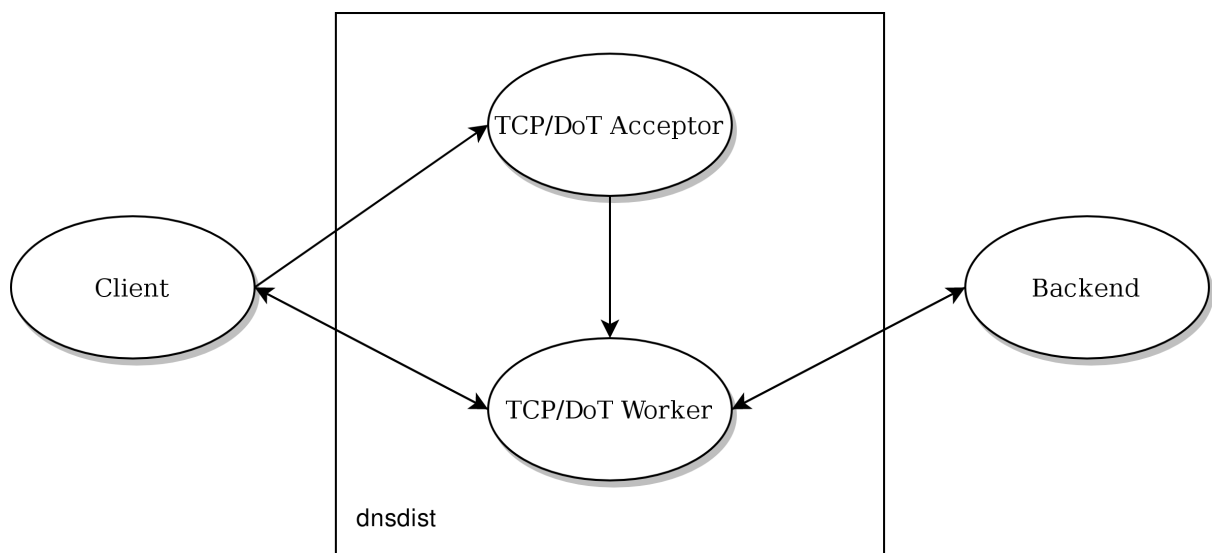 TCP/DoT Acceptor
Client
Backend
TCP/DoT Worker
dnsdist